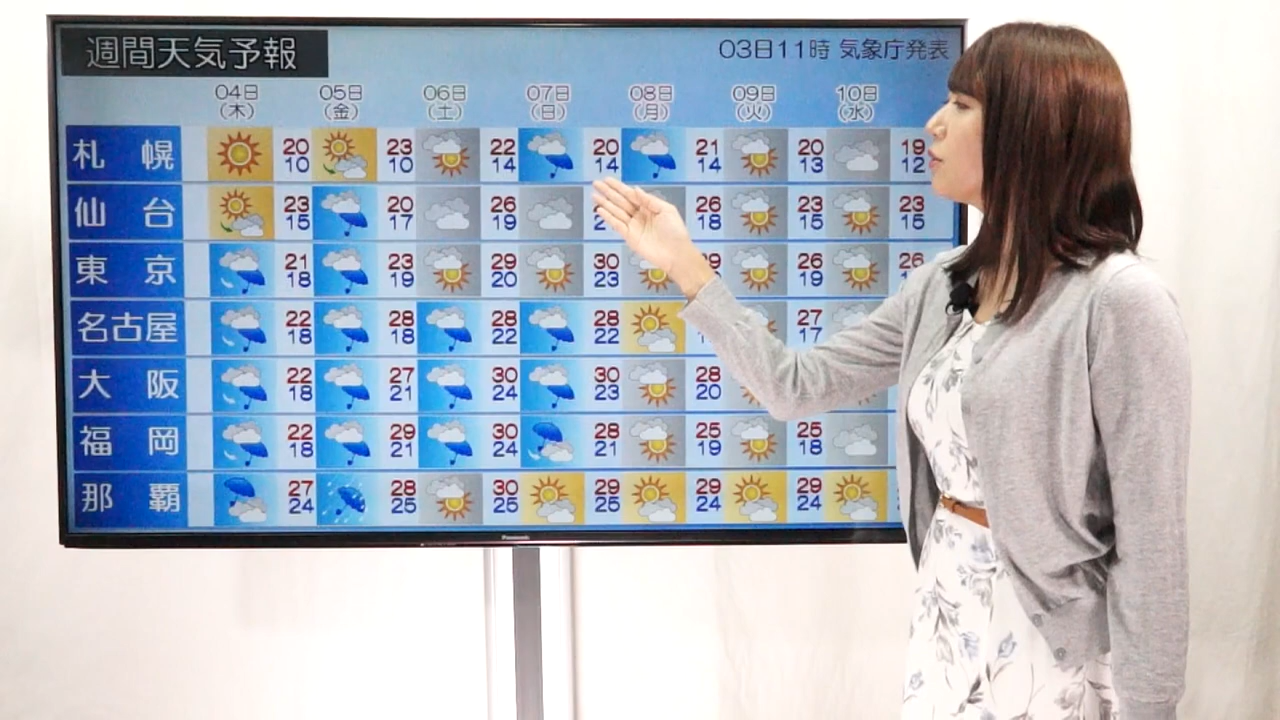 週間天気予報
03日11時 気象庁発表
04日 05日 06日 07日 08日 09日 10日
(木) (金) (土) (日) (月) (火) (水)
札幌 20 23 22 20 21 20 19
10 10 14 14 14 13 12
仙台 23 20 26 26 23 23
15 17 19 18 15 15
東京 21 23 29 30 26 26
18 19 20 23 19
名古屋 22 28 28 28 27
18 18 22 22 17
大阪 22 27 30 30 28
18 21 24 23 20
福岡 22 29 30 28 25 25
18 21 24 21 19 18
那覇 27 28 30 29 29 29
24 25 25 25 24 24
Panasonic